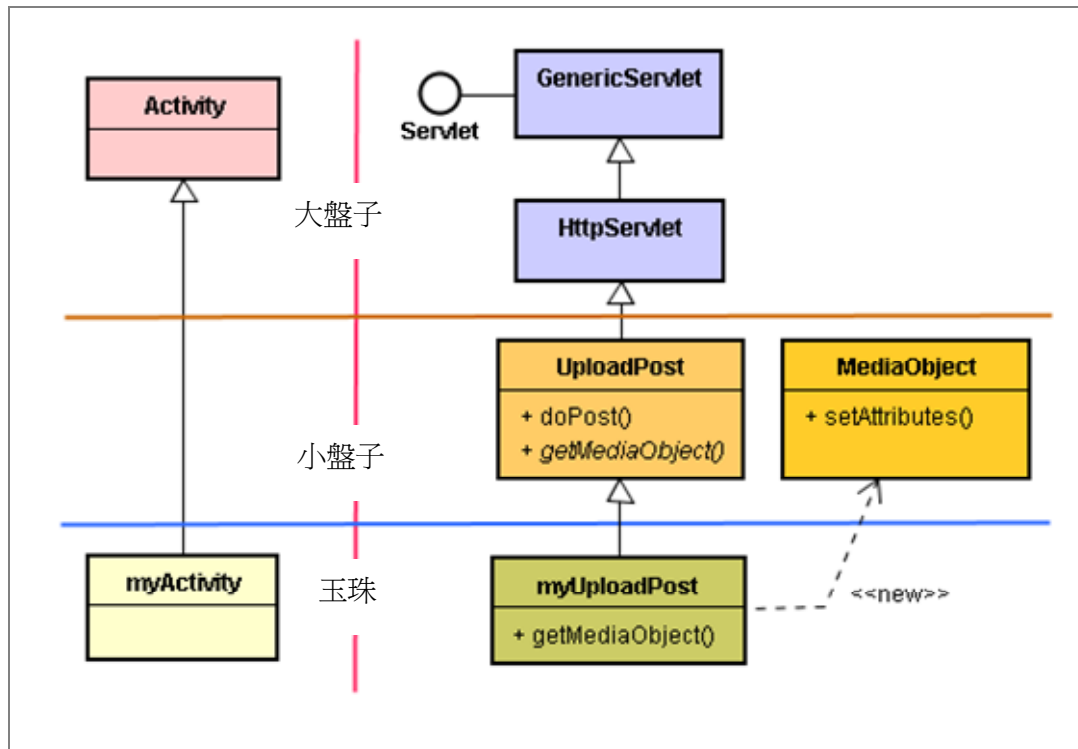 Activity
GenericServlet
Servlet
大盤子
HttpServlet
UploadPost
+ doPost()
+ getMediaObject()
MediaObject
+ setAttributes()
小盤子
myActivity
玉珠
myUploadPost
+ getMediaObject()
<<new>>